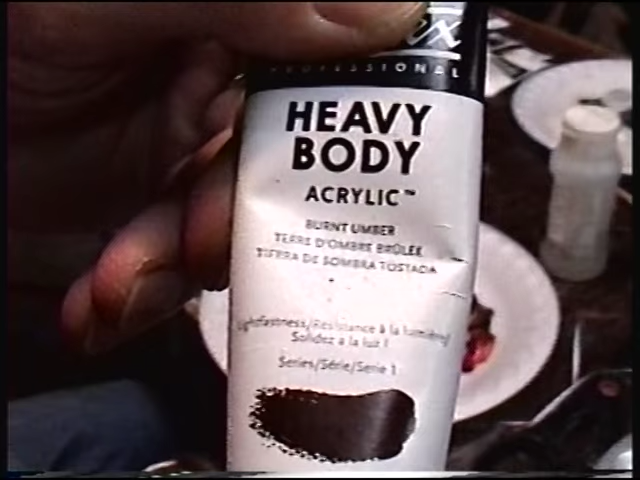 PROFESSIONAL
HEAVY
BODY
ACRYLIC™
BURNT UMBER
TERRE D'OMBRE BRÛLÉE
TIERRA DE SOMBRA TOSTADA
Lightfastness/Résistance à la lumière/
Solidez a la luz I
Series/Série/Serie 1